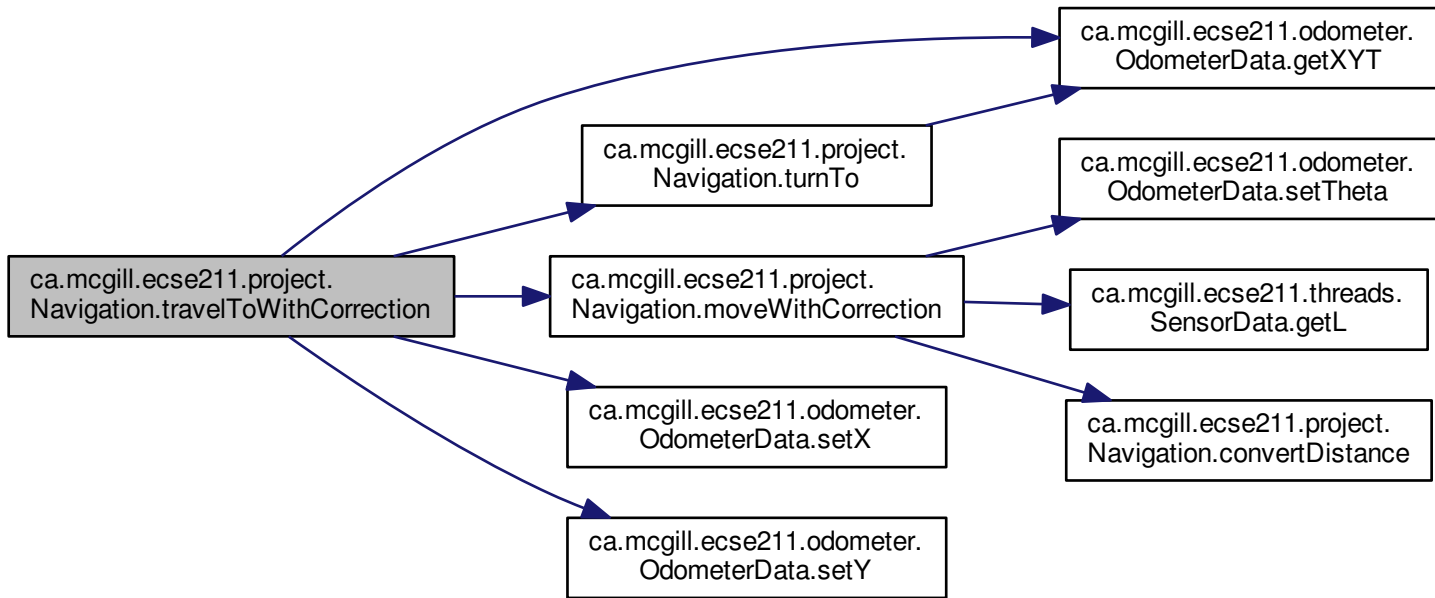 ca.mcgill.ecse211.odometer.
OdometerData.getXYT
ca.mcgill.ecse211.project.
Navigation.turnTo
ca.mcgill.ecse211.odometer.
OdometerData.setTheta
ca.mcgill.ecse211.project.
Navigation.travelToWithCorrection
ca.mcgill.ecse211.project.
Navigation.moveWithCorrection
ca.mcgill.ecse211.threads.
SensorData.getL
ca.mcgill.ecse211.odometer.
OdometerData.setX
ca.mcgill.ecse211.project.
Navigation.convertDistance
ca.mcgill.ecse211.odometer.
OdometerData.setY